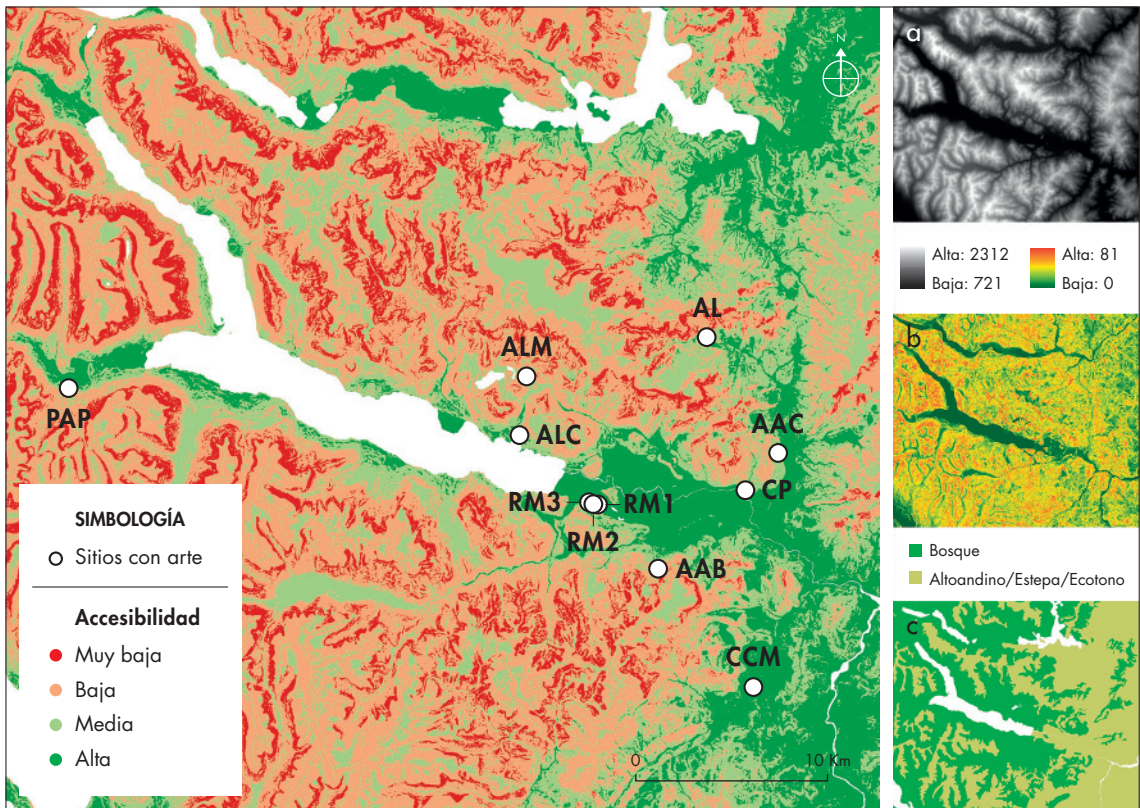 N
AL
ALM
PAP
ALC
AAC
CP
RM3
RM1
RM2
AAB
CCM
0
10 Km
SIMBOLOGÍA
Sitios con arte
Accesibilidad
Muy baja
Baja
Media
Alta
a
Alta: 2312
Baja: 721
Alta: 81
Baja: 0
b
Bosque
Altoandino/Estepa/Ecotono
c